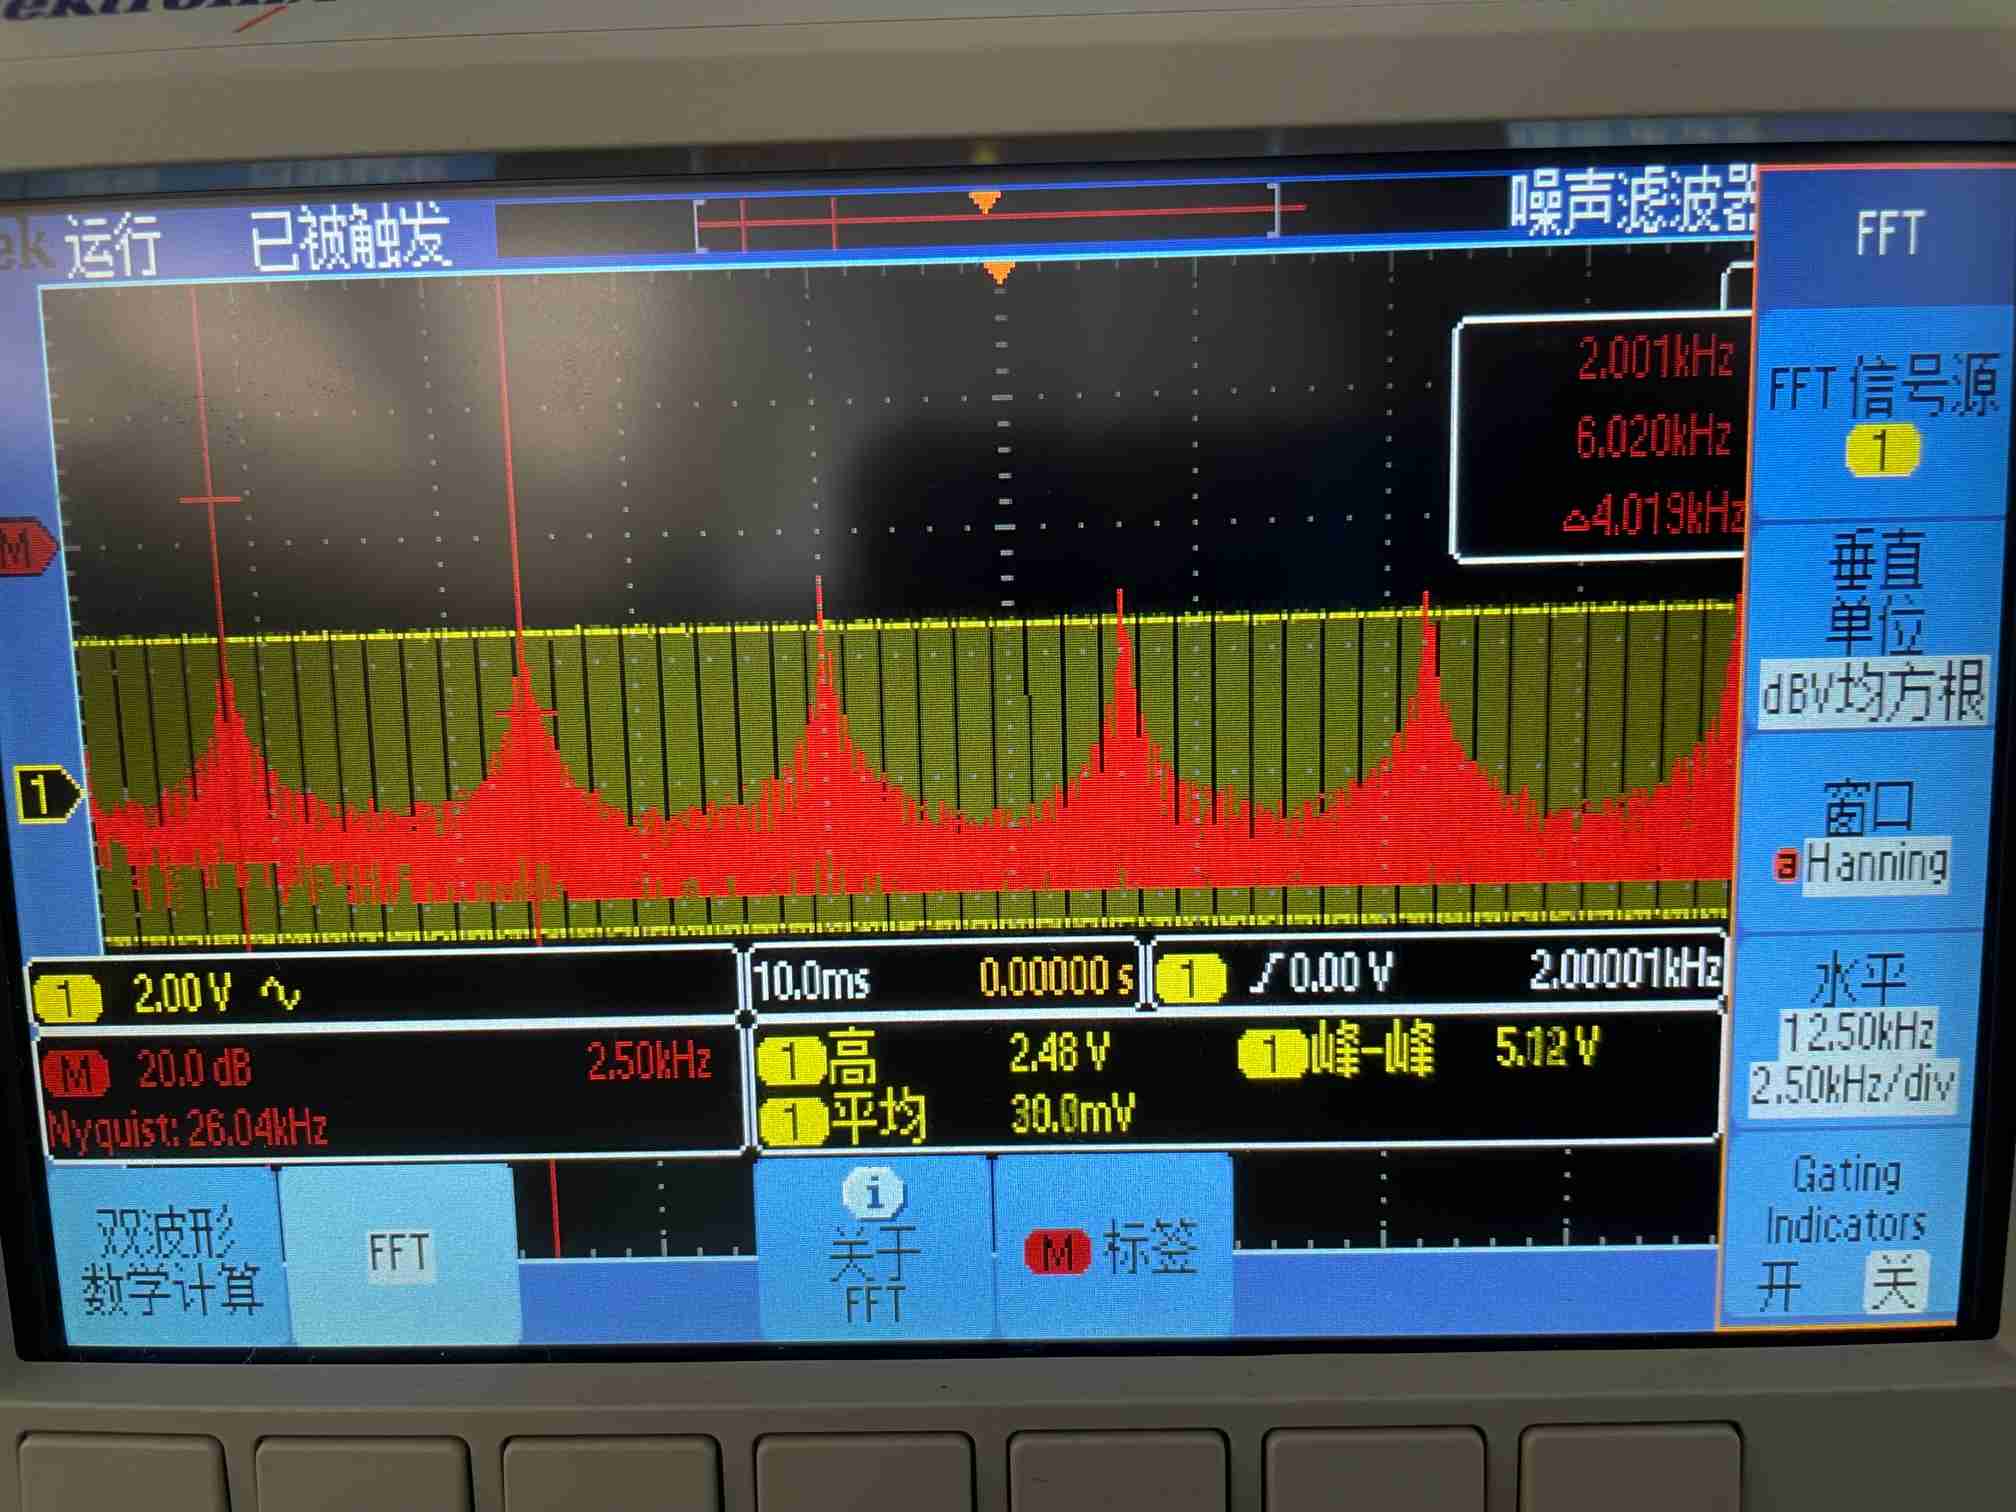 ektronix
ek 运行 已被触发 噪声滤波器
FFT
2.001kHz
6.020kHz
△4.019kHz
FFT 信号源
1
垂直
单位
dBV均方根
M
1
窗口
a Hanning
水平
12.50kHz
2.50kHz/div
1 2.00 V
10.0ms 0.00000 s
1 0.00 V 2.00001kHz
M 20.0 dB 2.50kHz
Nyquist: 26.04kHz
1 高 2.48 V 1 峰-峰 5.12 V
1 平均 30.0mV
双波形
数学计算
FFT
i
关于
FFT
M 标签
Gating
Indicators
开 关